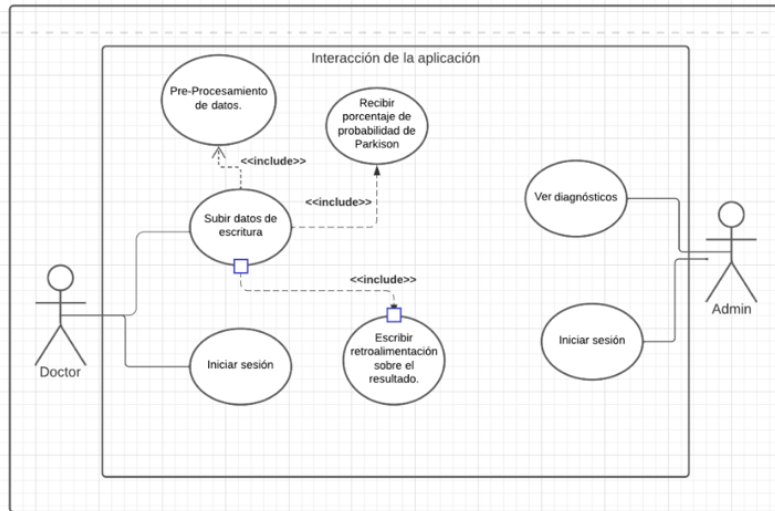 Interacción de la aplicación
Pre-Procesamiento
de datos.
Recibir
porcentaje de
probabilidad de
Parkison
<<include>>
<<include>>
Subir datos de
escritura
Ver diagnósticos
<<include>>
Admin
Iniciar sesión
Escribir
retroalimentación
sobre el
resultado.
Iniciar sesión
Doctor